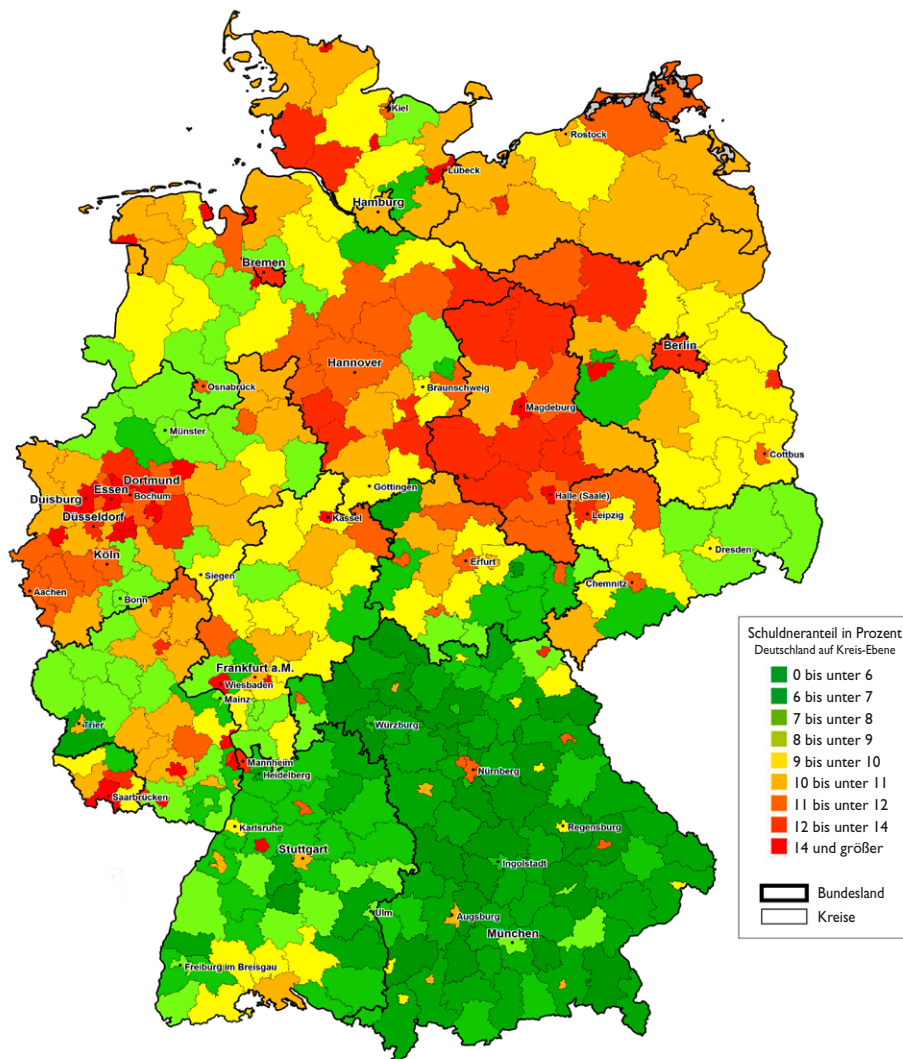 Kiel
Rostock
Lübeck
Hamburg
Bremen
Berlin
Hannover
Osnabrück
Braunschweig
Magdeburg
Münster
Cottbus
Dortmund
Essen
Bochum
Duisburg
Göttingen
Halle (Saale)
Düsseldorf
Kassel
Leipzig
Dresden
Köln
Erfurt
Siegen
Chemnitz
Aachen
Bonn
Frankfurt a.M.
Wiesbaden
Mainz
Trier
Würzburg
Mannheim
Heidelberg
Nürnberg
Saarbrücken
Karlsruhe
Regensburg
Stuttgart
Ingolstadt
Ulm
Augsburg
München
Freiburg im Breisgau
Schuldneranteil in Prozent
Deutschland auf Kreis-Ebene
0 bis unter 6
6 bis unter 7
7 bis unter 8
8 bis unter 9
9 bis unter 10
10 bis unter 11
11 bis unter 12
12 bis unter 14
14 und größer
Bundesland
Kreise